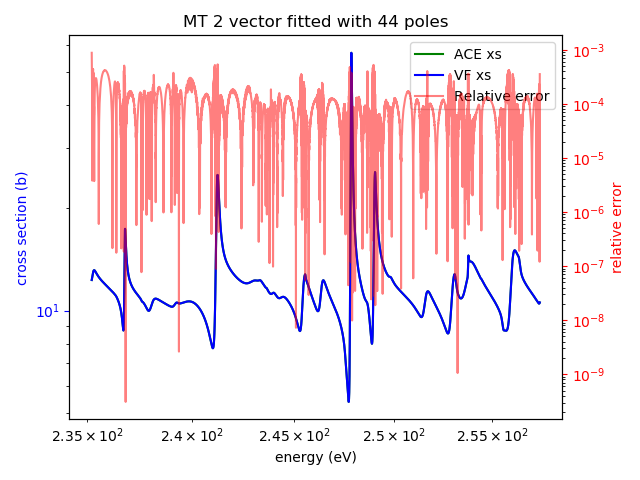 MT 2 vector fitted with 44 poles
ACE xs
VF xs
Relative error
cross section (b)
10¹
10⁻³
10⁻⁴
10⁻⁵
10⁻⁶
10⁻⁷
10⁻⁸
10⁻⁹
relative error
2.35 × 10² 2.4 × 10² 2.45 × 10² 2.5 × 10² 2.55 × 10²
energy (eV)